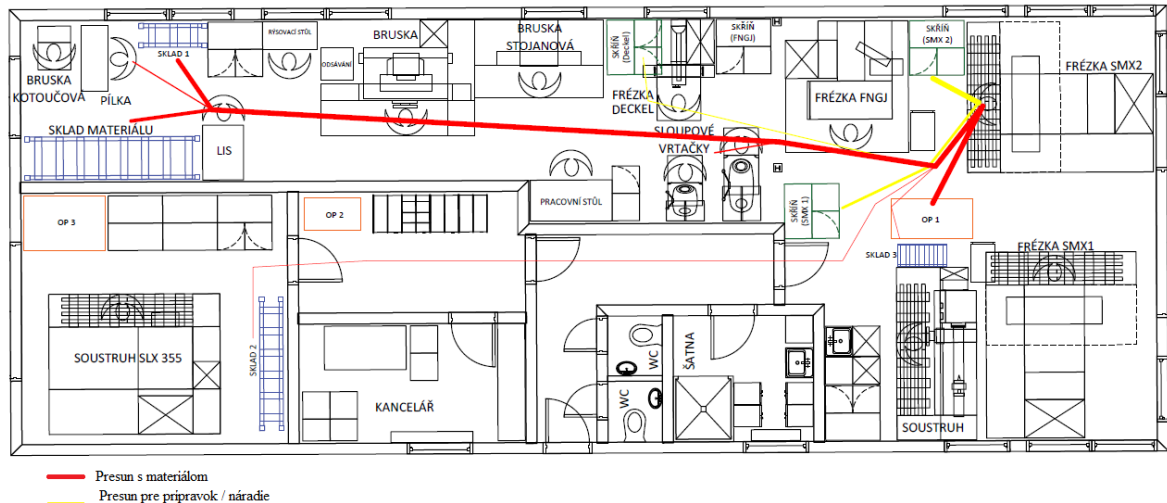 BRUSKA
KOTOUČOVÁ
PÍLKA
SKLAD 1
RÝSOVACÍ STŮL
ODSÁVÁNÍ
BRUSKA
BRUSKA
STOJANOVÁ
SKŘÍŇ
(Deckel)
FRÉZKA
DECKEL
SKŘÍŇ
(FNGJ)
FRÉZKA FNGJ
SKŘÍŇ
(SMX 2)
FRÉZKA SMX2
SKLAD MATERIÁLU
LIS
SLOUPOVÉ
VRTAČKY
PRACOVNÍ STŮL
SKŘÍŇ
(SMX 1)
OP 3
OP 2
OP 1
SKLAD 3
FRÉZKA SMX1
SOUSTRUH SLX 355
SKLAD 2
KANCELÁŘ
WC
WC
ŠATNA
SOUSTRUH
Presun s materiálom
Presun pre prípravok / náradie